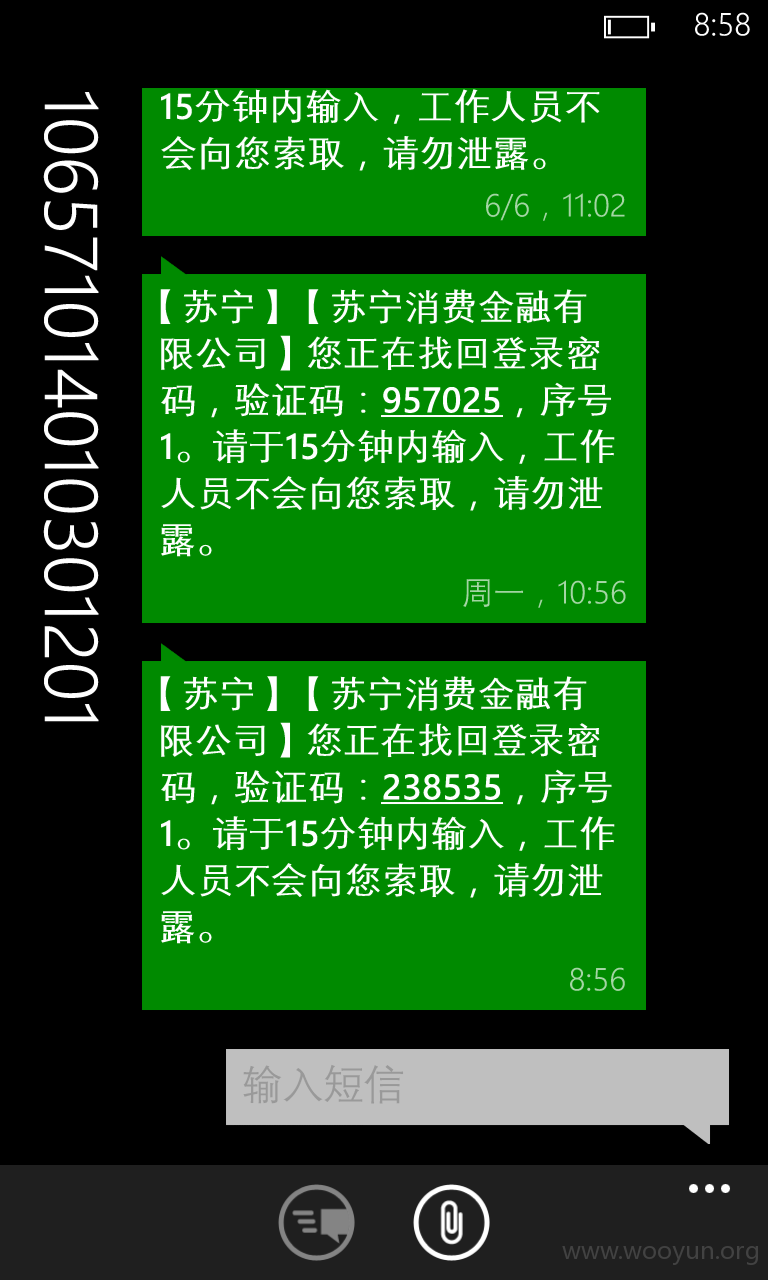 8:58
106571014010301201
15分钟内输入，工作人员不
会向您索取，请勿泄露。
6/6，11:02
【苏宁】【苏宁消费金融有
限公司】您正在找回登录密
码，验证码：957025，序号
1。请于15分钟内输入，工作
人员不会向您索取，请勿泄
露。
周一，10:56
【苏宁】【苏宁消费金融有
限公司】您正在找回登录密
码，验证码：238535，序号
1。请于15分钟内输入，工作
人员不会向您索取，请勿泄
露。
8:56
输入短信
www.wooyun.org